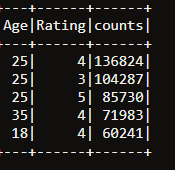 ---+------+------+
Age|Rating|counts|
---+------+------+
25|     4|136824|
25|     3|104287|
25|     5| 85730|
35|     4| 71983|
18|     4| 60241|
---+------+------+